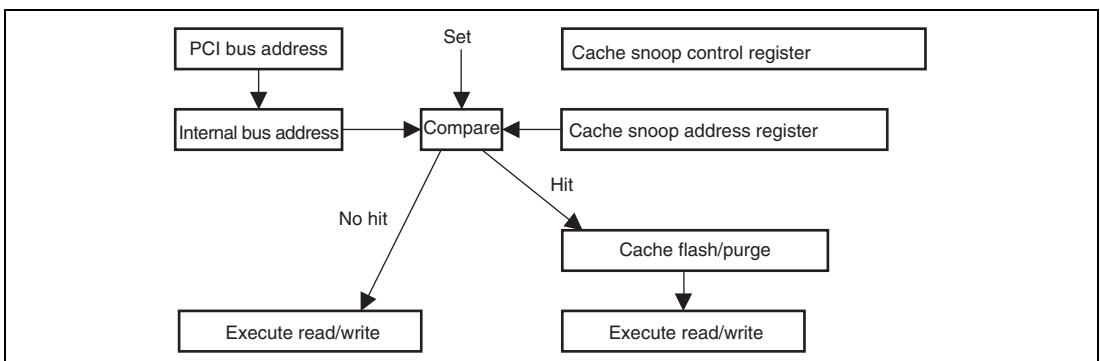 PCI bus address
Set
Cache snoop control register
Internal bus address
Compare
Cache snoop address register
Hit
No hit
Cache flash/purge
Execute read/write
Execute read/write